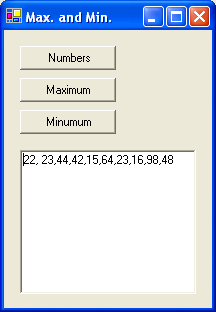 Max. and Min.
Numbers
Maximum
Minumum
22, 23,44,42,15,64,23,16,98,48